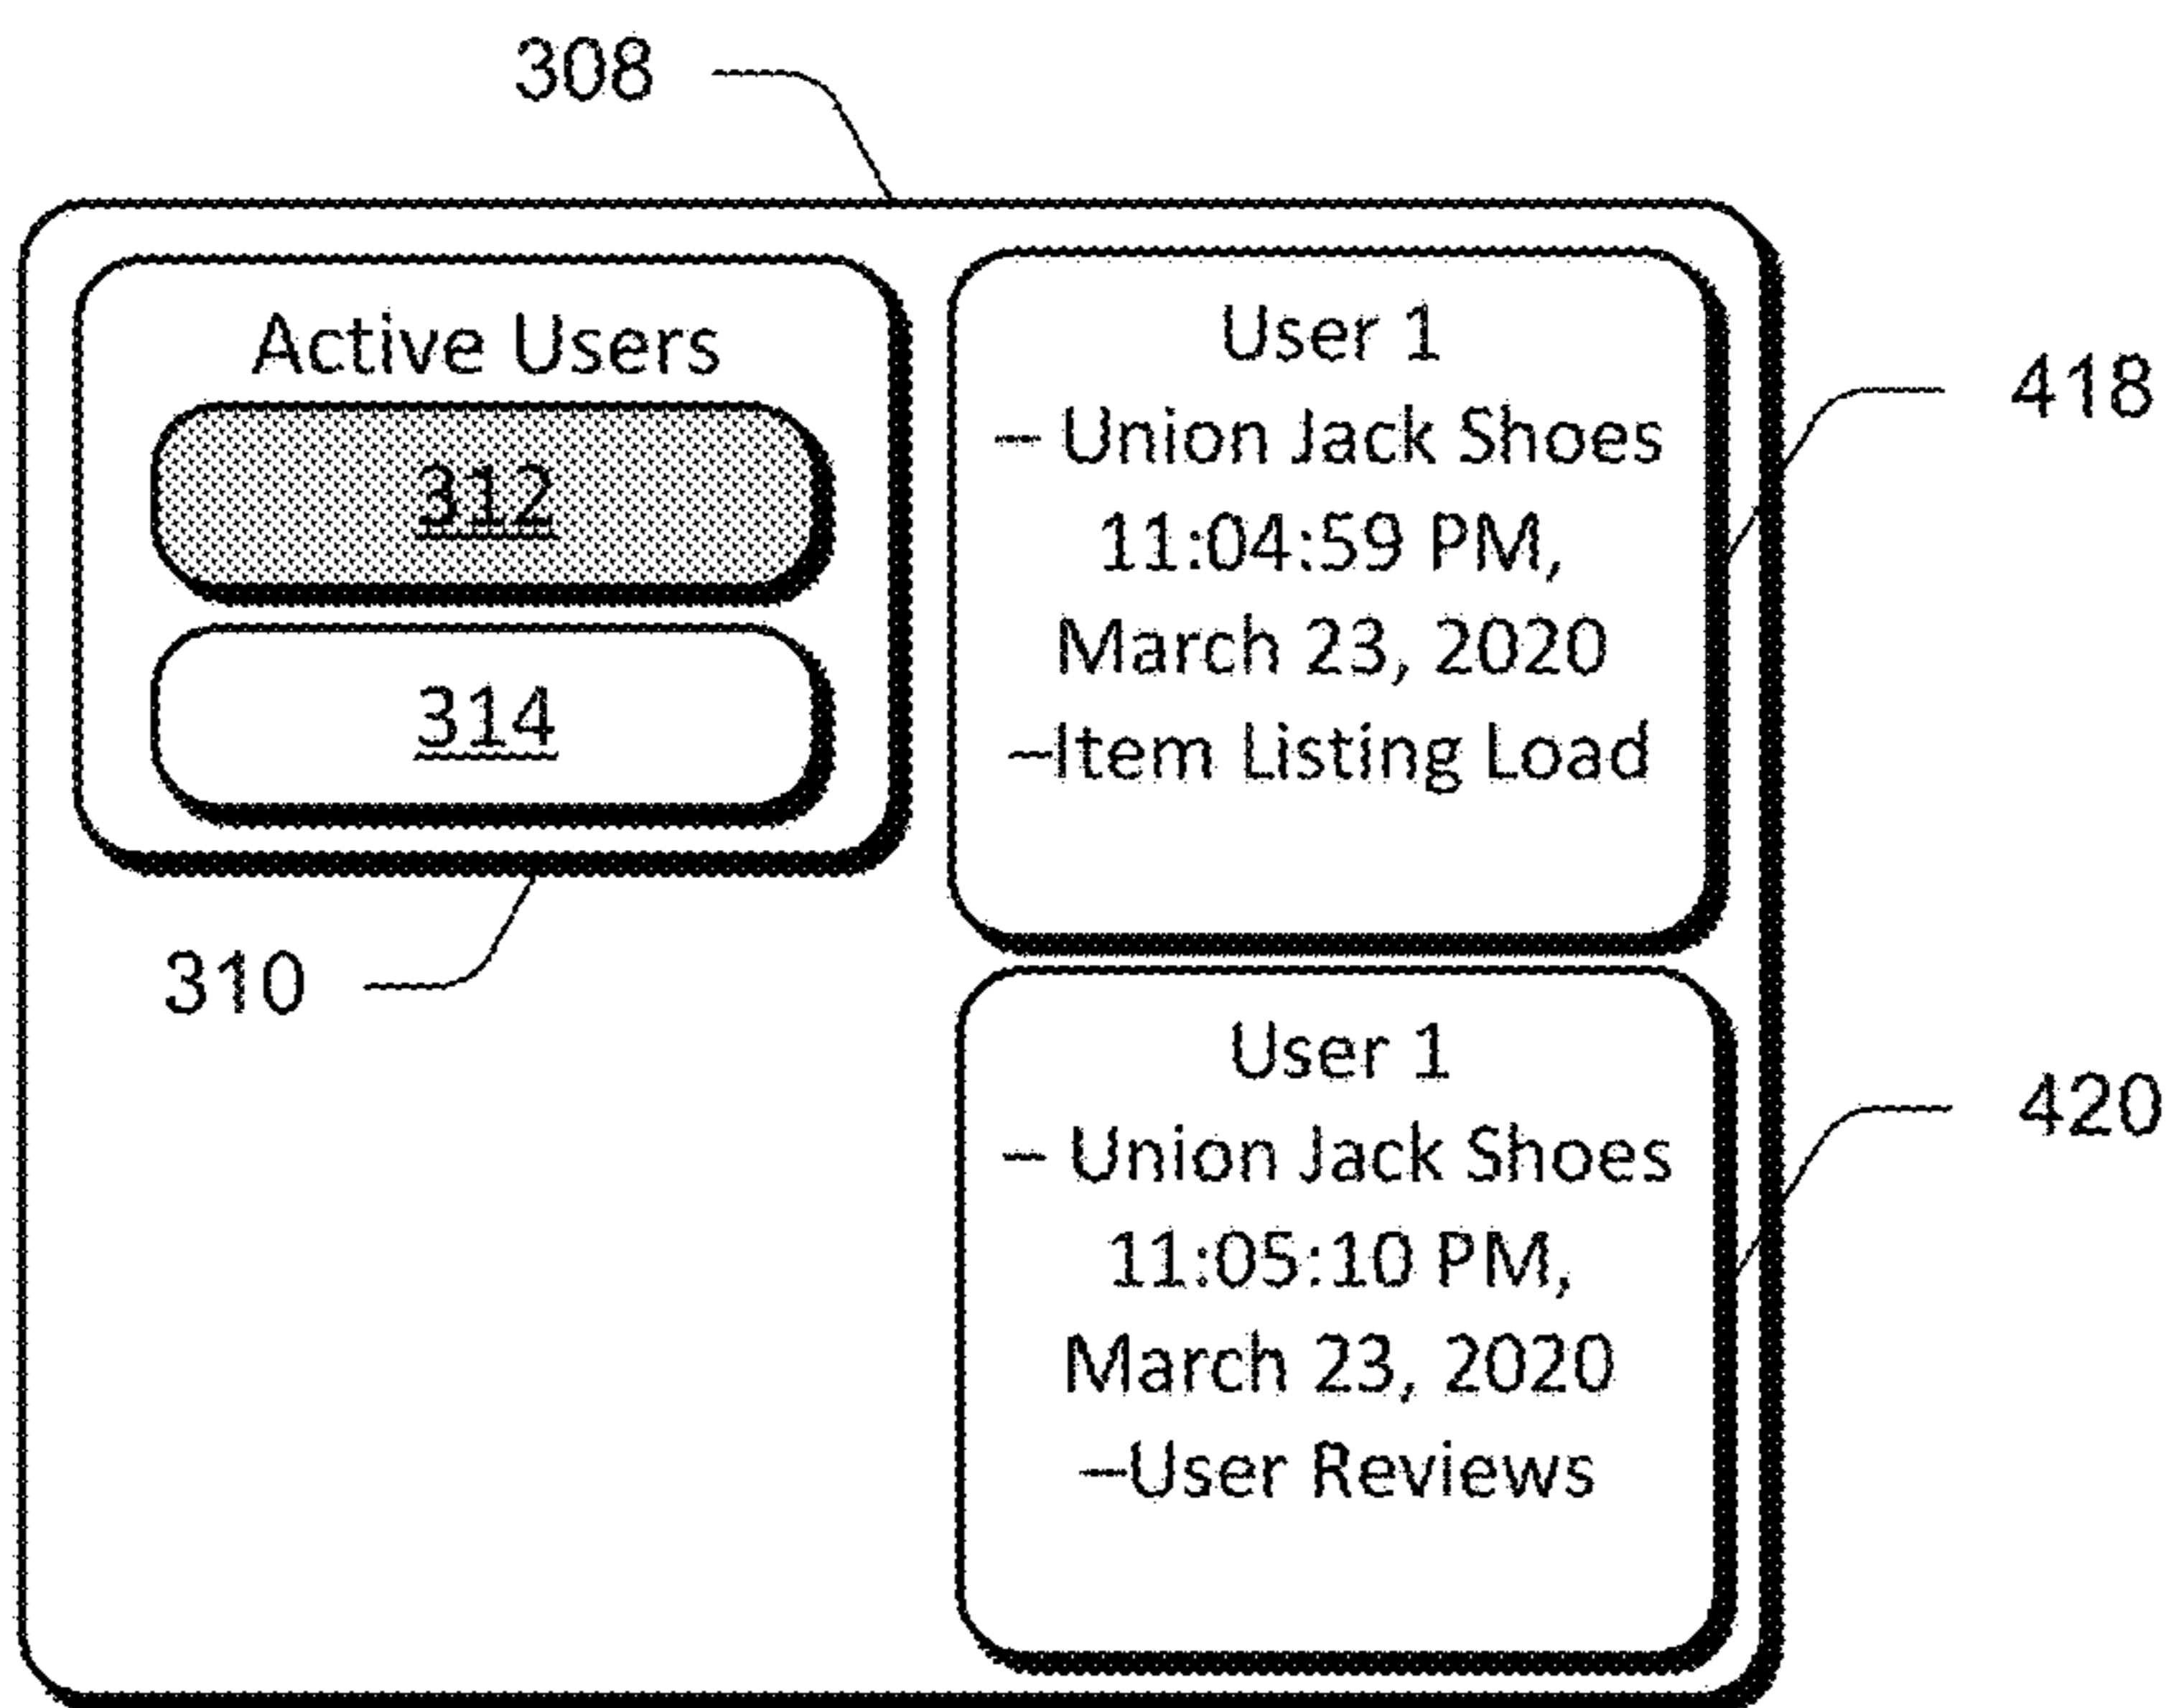 308
Active Users
312
314
310
User 1
– Union Jack Shoes
11:04:59 PM,
March 23, 2020
–Item Listing Load
418
User 1
– Union Jack Shoes
11:05:10 PM,
March 23, 2020
–User Reviews
420